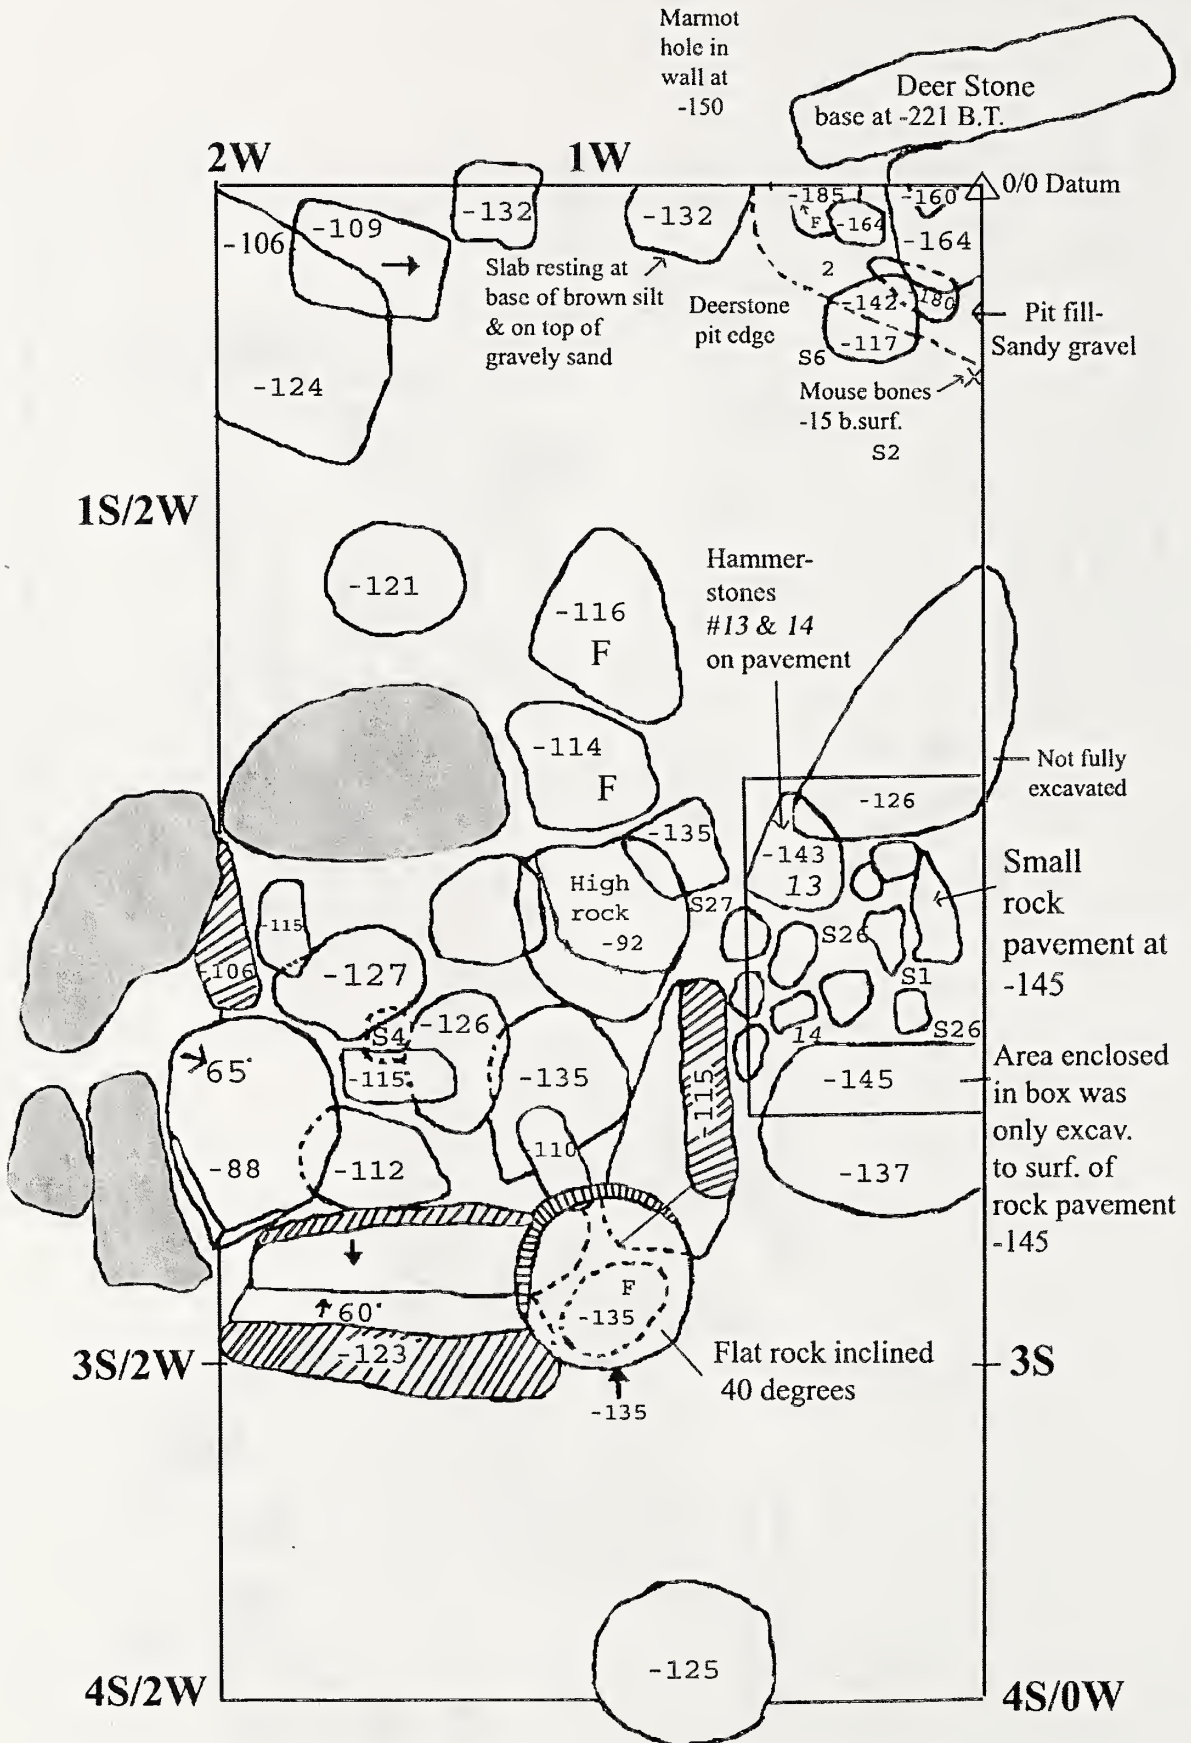 Marmot
hole in
wall at
-150
Deer Stone
base at -221 B.T.
2W
1W
0/0 Datum
-106
-109
-132
-132
-185
F
-164
-160
-164
Slab resting at
base of brown silt
& on top of
gravely sand
Deerstone
pit edge
2
-142
-180
-117
S6
Pit fill-
Sandy gravel
Mouse bones
-15 b.surf.
S2
-124
1S/2W
-121
-116
F
Hammer-
stones
#13 & 14
on pavement
-114
F
Not fully
excavated
-126
-135
-143
13
High
rock
-92
S27
Small
rock
pavement at
-145
-115
-106
-127
S26
S1
S4
-126
14
S26
-115
-135
-115
-145
Area enclosed
in box was
only excav.
to surf. of
rock pavement
-145
65°
-88
-112
-110
-137
60°
F
-135
-123
3S/2W
Flat rock inclined
40 degrees
3S
-135
-125
4S/2W
4S/0W